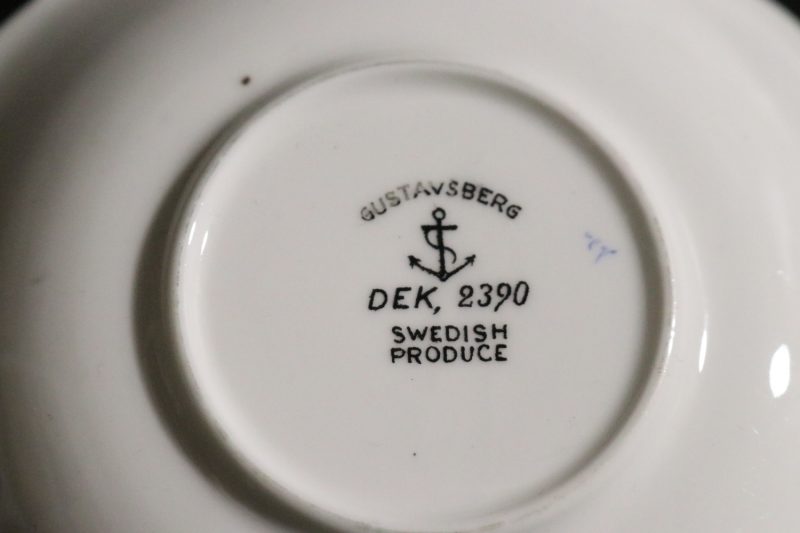 GUSTAVSBERG
DEK, 2390
SWEDISH
PRODUCE